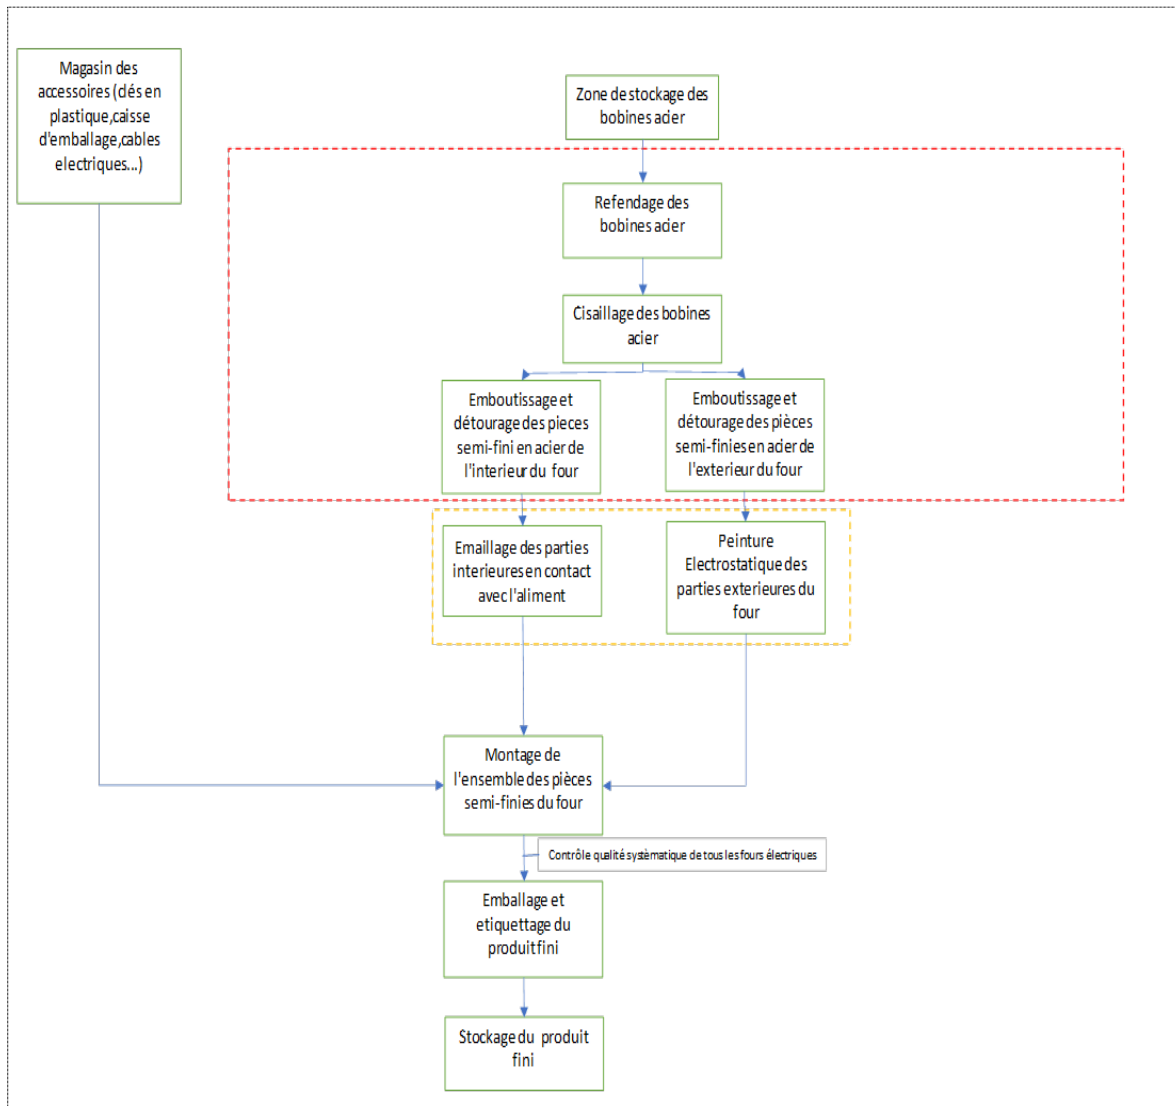 Magasin des
accessoires (clés en
plastique,caisse
d'emballage,cables
electriques...)
Zone de stockage des
bobines acier
Refendage des
bobines acier
Cisaillage des bobines
acier
Emboutissage et
détourage des pieces
semi-fini en acier de
l'interieur du four
Emboutissage et
détourage des pièces
semi-finies en acier de
l'exterieur du four
Emaillage des parties
interieures en contact
avec l'aliment
Peinture
Electrostatique des
parties exterieures du
four
Montage de
l'ensemble des pièces
semi-finies du four
Contrôle qualité systèmatique de tous les fours électriques
Emballage et
etiquettage du
produit fini
Stockage du produit
fini